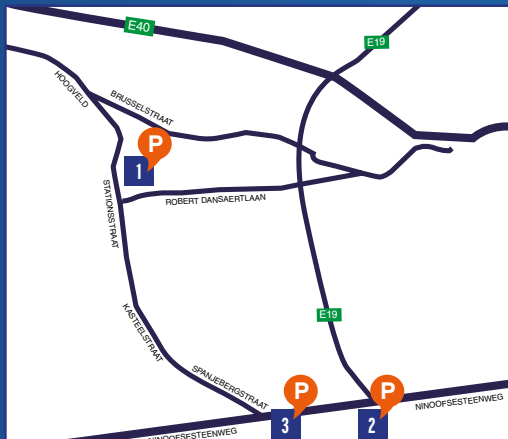 E40
E19
HOOGVELD
BRUSSELSTRAAT
P
1
STATIONSSTRAAT
ROBERT DANSAERTLAAN
E19
KASTEELSTRAAT
SPANJEBERGSTRAAT
P
3
P
2
NINOOFSESTEENWEG
NINOOFSESTEENWEG